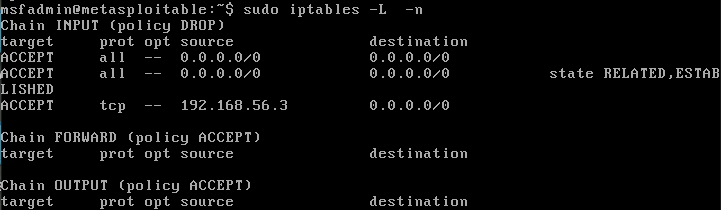 msfadmin@metasploitable:~$ sudo iptables -L  -n
Chain INPUT (policy DROP)
target     prot opt source               destination
ACCEPT     all  --  0.0.0.0/0            0.0.0.0/0
ACCEPT     all  --  0.0.0.0/0            0.0.0.0/0           state RELATED,ESTAB
LISHED
ACCEPT     tcp  --  192.168.56.3         0.0.0.0/0
Chain FORWARD (policy ACCEPT)
target     prot opt source               destination
Chain OUTPUT (policy ACCEPT)
target     prot opt source               destination